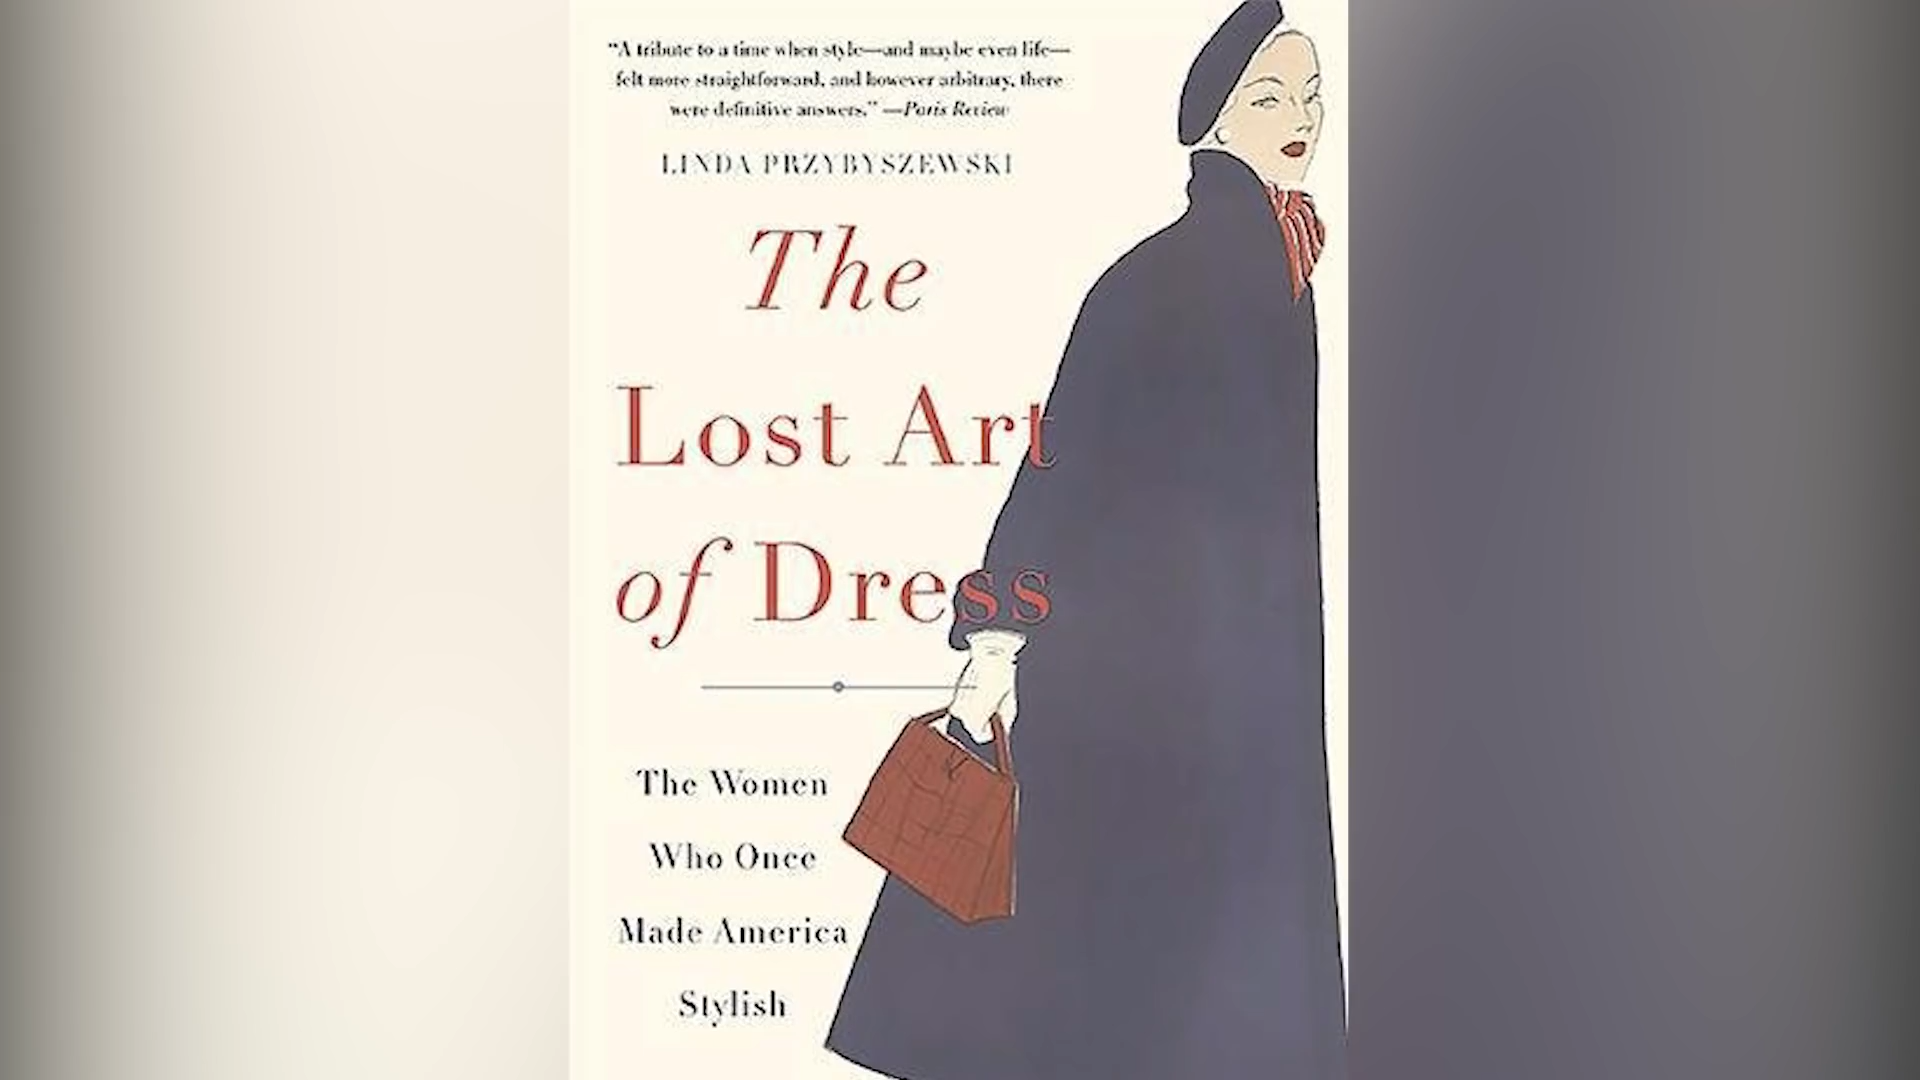 “A tribute to a time when style—and maybe even life—
felt more straightforward, and however arbitrary, there
were definitive answers.” —Paris Review
LINDA PRZYBYSZEWSKI
The
Lost Art
of Dress
The Women
Who Once
Made America
Stylish